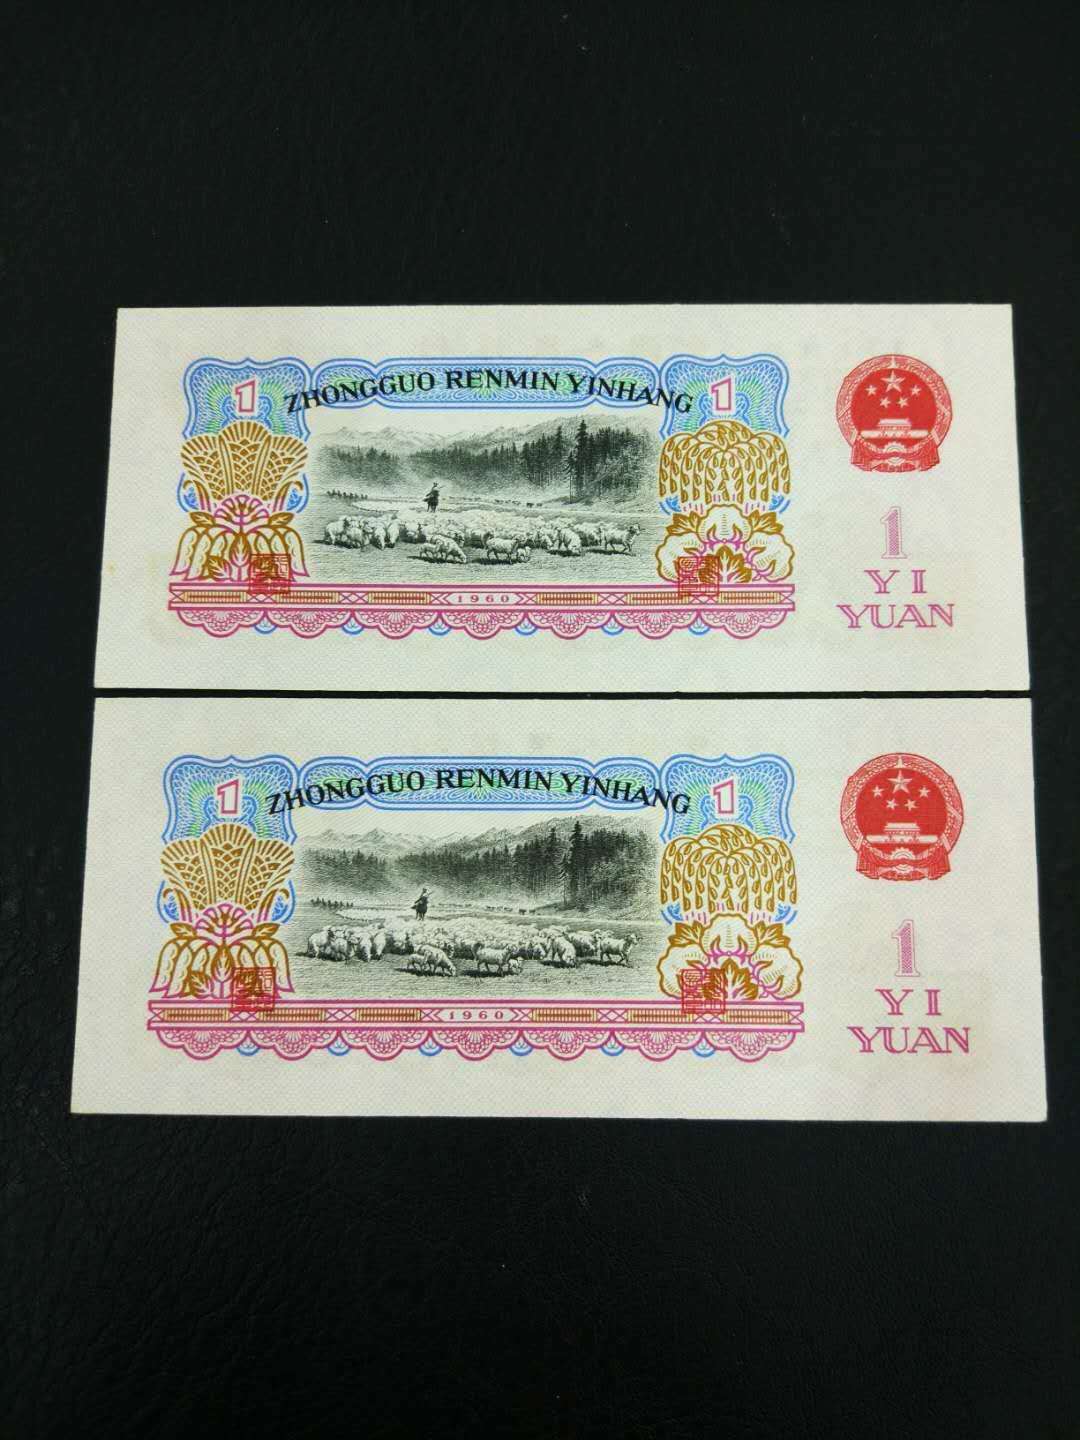 1 ZHONGGUO RENMIN YINHANG 1
1
YI
YUAN
1960
1 ZHONGGUO RENMIN YINHANG 1
1
YI
YUAN
1960